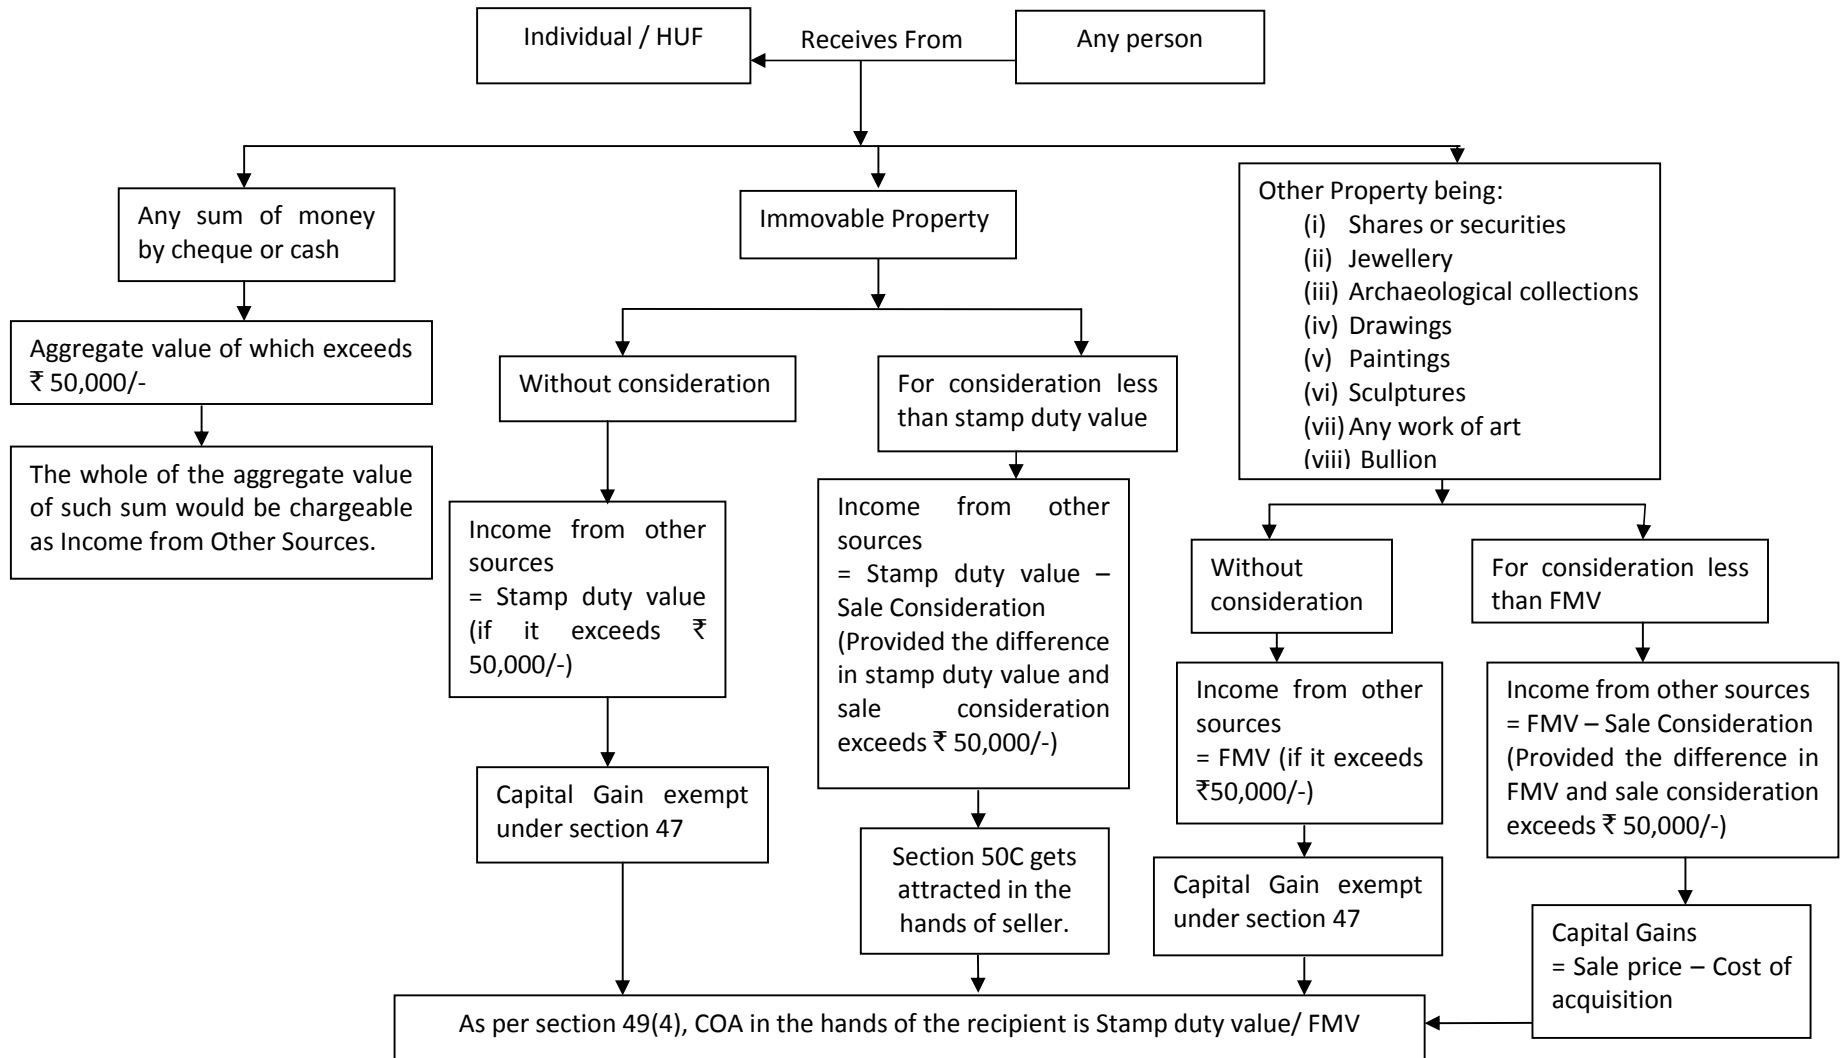 Individual / HUF
Receives From
Any person
Any sum of money
by cheque or cash
Aggregate value of which exceeds
₹ 50,000/-
The whole of the aggregate value
of such sum would be chargeable
as Income from Other Sources.
Immovable Property
Without consideration
Income from other
sources
= Stamp duty value
(if it exceeds ₹
50,000/-)
Capital Gain exempt
under section 47
For consideration less
than stamp duty value
Income from other
sources
= Stamp duty value –
Sale Consideration
(Provided the difference
in stamp duty value and
sale consideration
exceeds ₹ 50,000/-)
Section 50C gets
attracted in the
hands of seller.
Other Property being:
(i) Shares or securities
(ii) Jewellery
(iii) Archaeological collections
(iv) Drawings
(v) Paintings
(vi) Sculptures
(vii) Any work of art
(viii) Bullion
Without
consideration
Income from other
sources
= FMV (if it exceeds
₹50,000/-)
Capital Gain exempt
under section 47
For consideration less
than FMV
Income from other sources
= FMV – Sale Consideration
(Provided the difference in
FMV and sale consideration
exceeds ₹ 50,000/-)
Capital Gains
= Sale price – Cost of
acquisition
As per section 49(4), COA in the hands of the recipient is Stamp duty value/ FMV